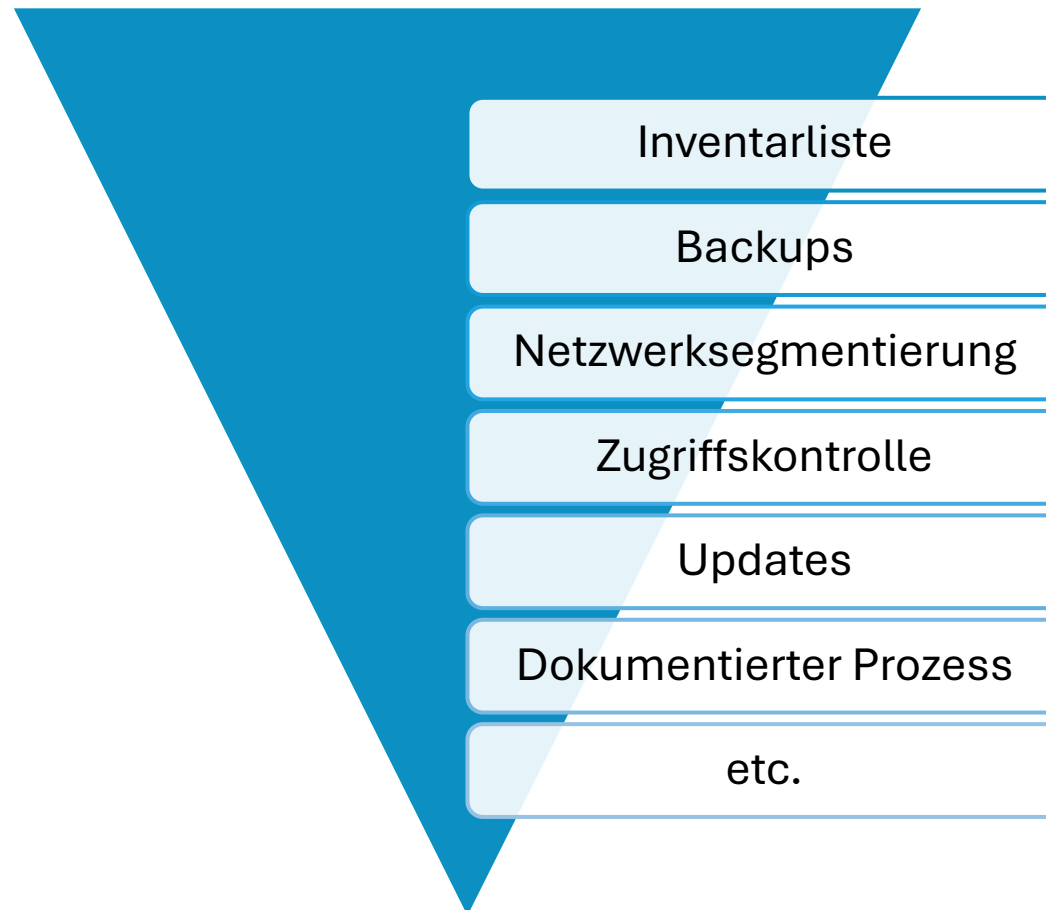 Inventarliste
Backups
Netzwerksegmentierung
Zugriffskontrolle
Updates
Dokumentierter Prozess
etc.